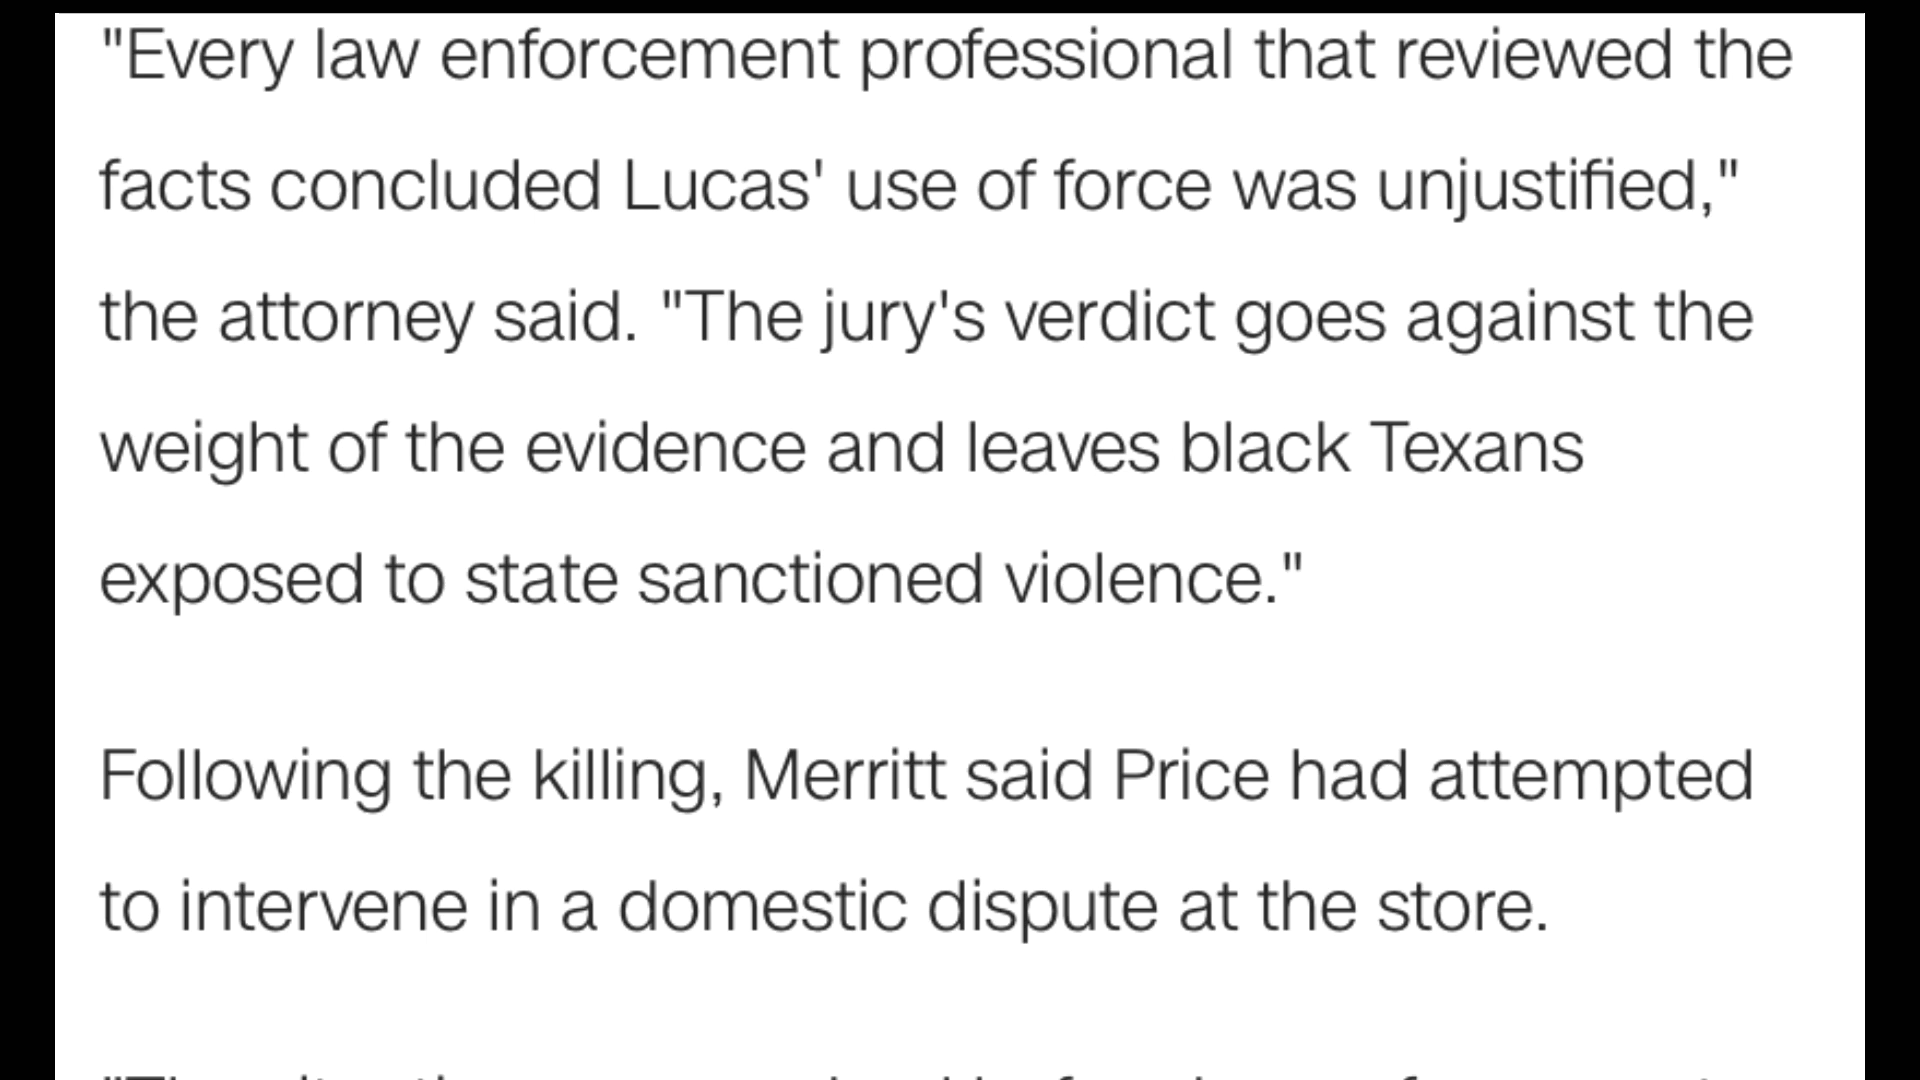 "Every law enforcement professional that reviewed the
facts concluded Lucas' use of force was unjustified,"
the attorney said. "The jury's verdict goes against the
weight of the evidence and leaves black Texans
exposed to state sanctioned violence."
Following the killing, Merritt said Price had attempted
to intervene in a domestic dispute at the store.